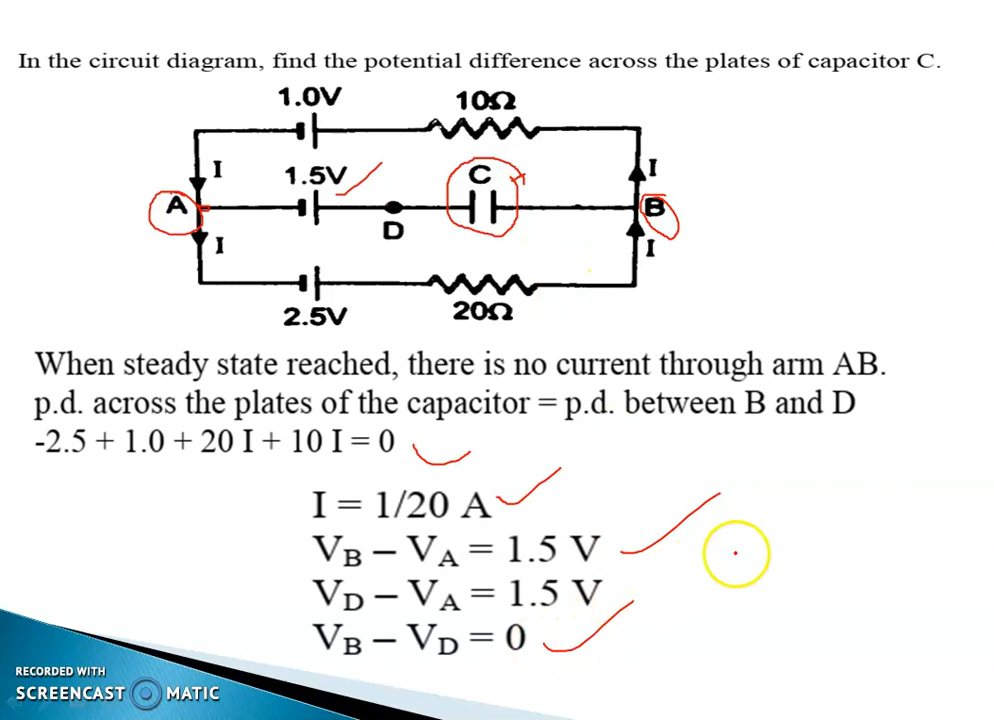 In the circuit diagram, find the potential difference across the plates of capacitor C.
1.0V 10Ω
I I
1.5V C
A D B
I I
2.5V 20Ω
When steady state reached, there is no current through arm AB.
p.d. across the plates of the capacitor = p.d. between B and D
-2.5 + 1.0 + 20 I + 10 I = 0
I = 1/20 A
VB – VA = 1.5 V
VD – VA = 1.5 V
VB – VD = 0
RECORDED WITH
SCREENCAST MATIC